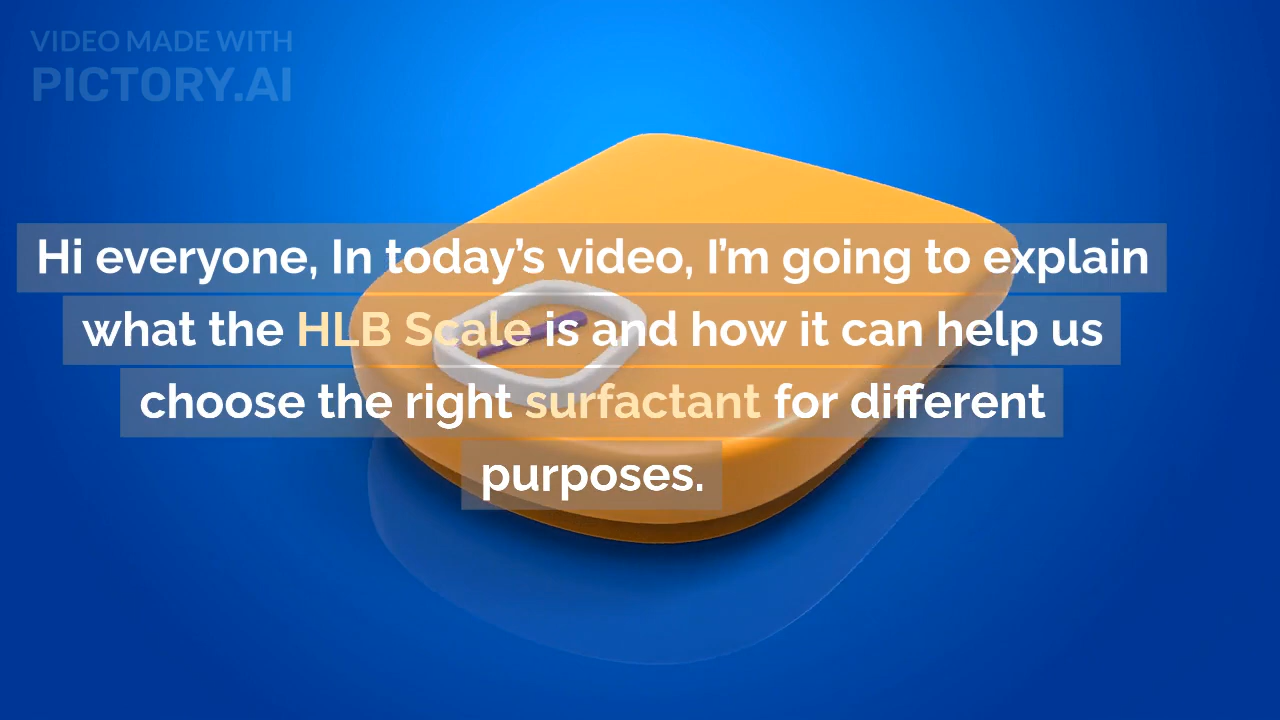 VIDEO MADE WITH
PICTORY.AI
Hi everyone, In today’s video, I’m going to explain
what the HLB Scale is and how it can help us
choose the right surfactant for different
purposes.